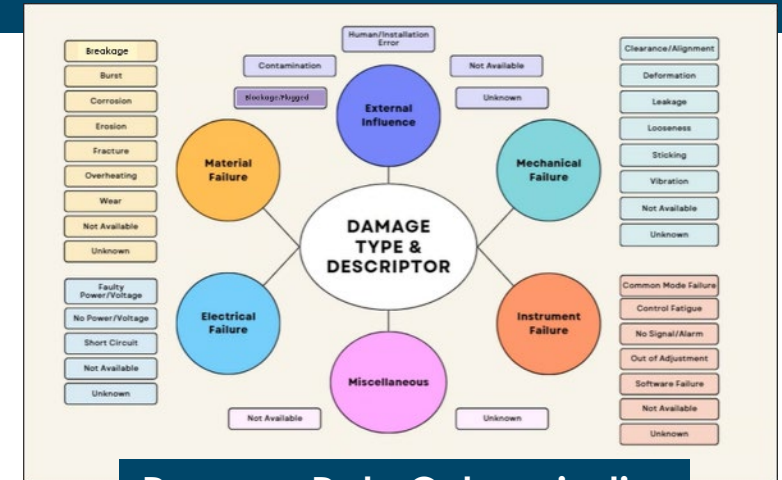 Human/Installation
Error
Contamination
Not Available
Blockage/Plugged
Unknown
External
Influence
Breakage
Burst
Corrosion
Erosion
Fracture
Overheating
Wear
Not Available
Unknown
Material
Failure
Clearance/Alignment
Deformation
Leakage
Looseness
Sticking
Vibration
Not Available
Unknown
Mechanical
Failure
DAMAGE
TYPE &
DESCRIPTOR
Faulty
Power/Voltage
No Power/Voltage
Short Circuit
Not Available
Unknown
Electrical
Failure
Common Mode Failure
Control Fatigue
No Signal/Alarm
Out of Adjustment
Software Failure
Not Available
Unknown
Instrument
Failure
Miscellaneous
Not Available
Unknown